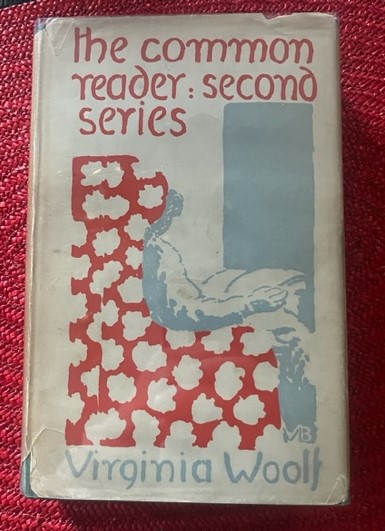 the common
reader: second
series
VB
Virginia Woolf